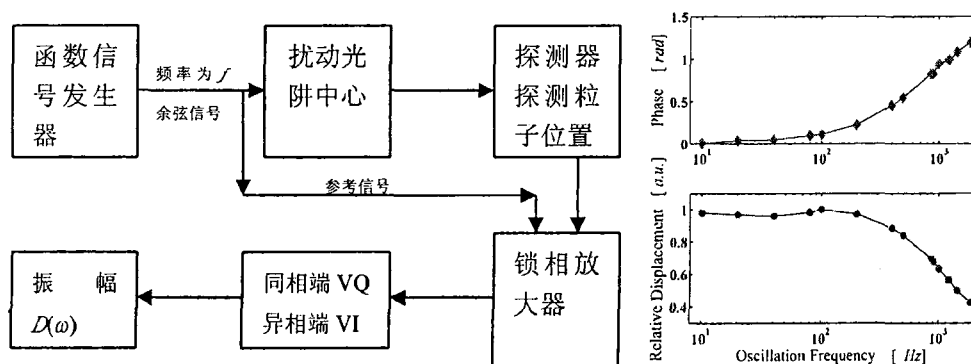 函数信
号发生
器
频率为 f
余弦信号
扰动光
阱中心
探测器
探测粒
子位置
参考信号
锁相放
大器
同相端 VQ
异相端 VI
振 幅
D(ω)
Phase [ rad]
1.5
1
0.5
0
10¹
10²
10³
Relative Displacement [ a.u.]
1
0.8
0.6
0.4
10¹
10²
10³
Oscillation Frequency [ Hz]